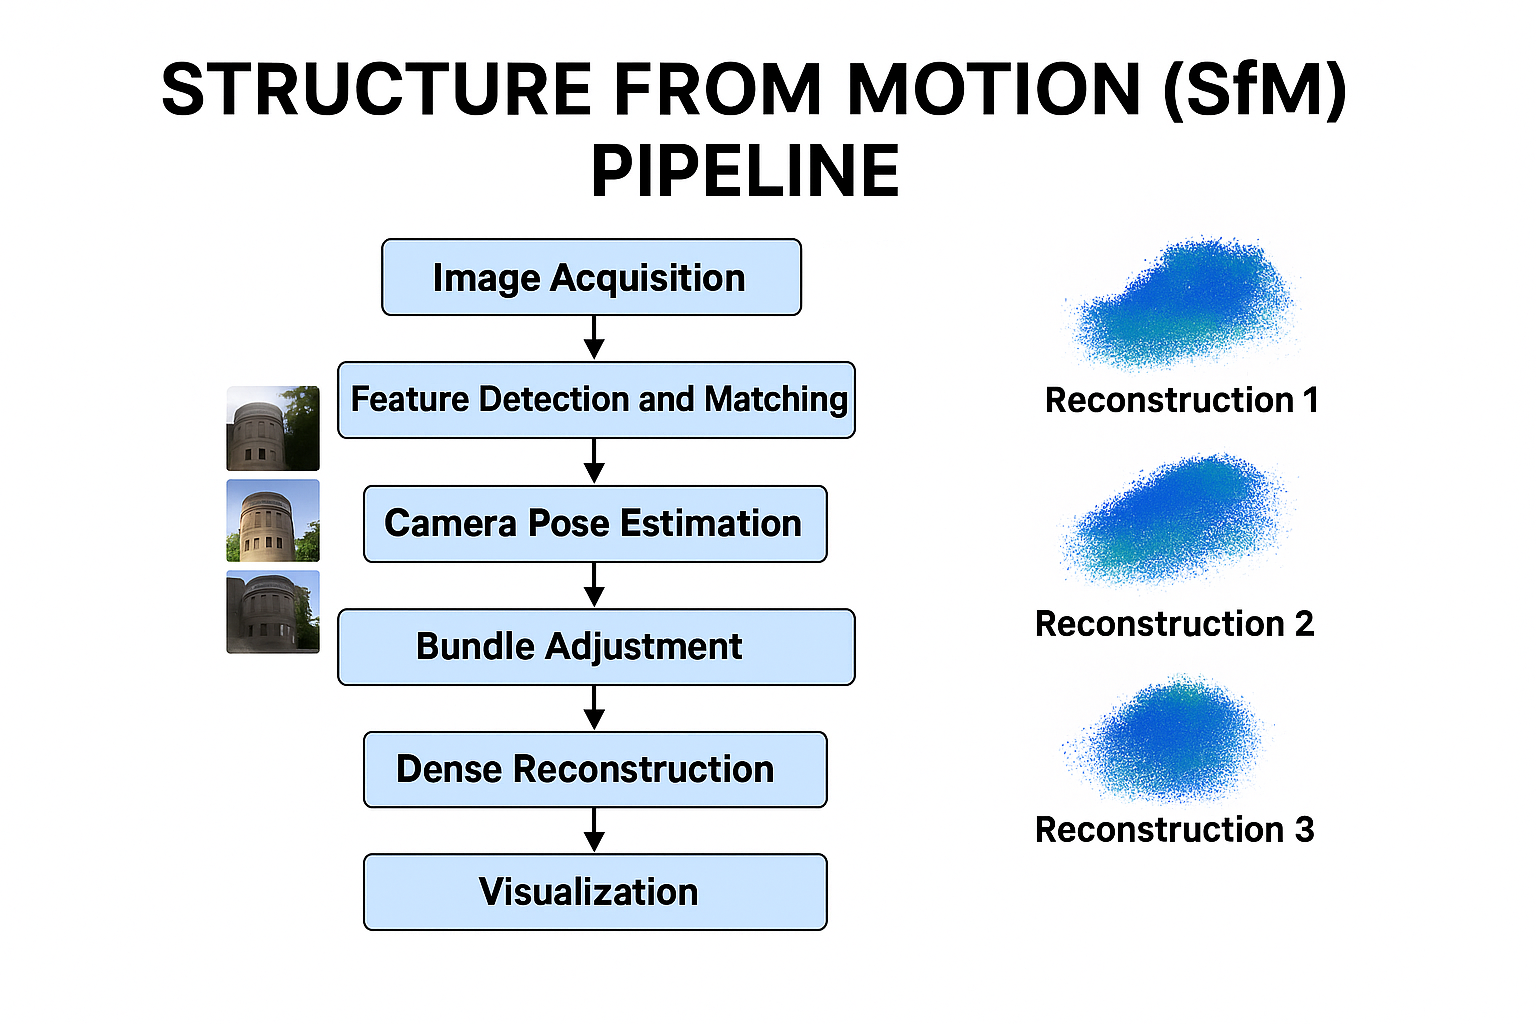 STRUCTURE FROM MOTION (SfM)
PIPELINE
Image Acquisition
Feature Detection and Matching
Camera Pose Estimation
Bundle Adjustment
Dense Reconstruction
Visualization
Reconstruction 1
Reconstruction 2
Reconstruction 3